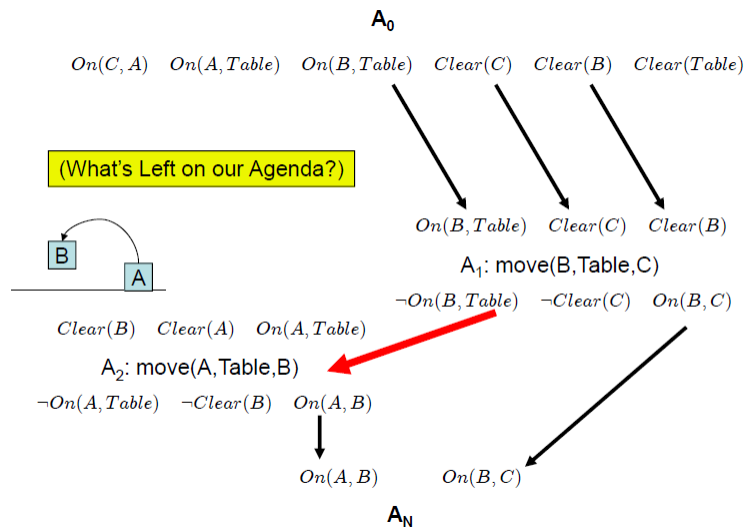 A0
On(C, A) On(A, Table) On(B, Table) Clear(C) Clear(B) Clear(Table)
(What's Left on our Agenda?)
On(B, Table) Clear(C) Clear(B)
B
A
A1: move(B,Table,C)
¬On(B, Table) ¬Clear(C) On(B, C)
Clear(B) Clear(A) On(A, Table)
A2: move(A,Table,B)
¬On(A, Table) ¬Clear(B) On(A, B)
On(A, B) On(B, C)
AN